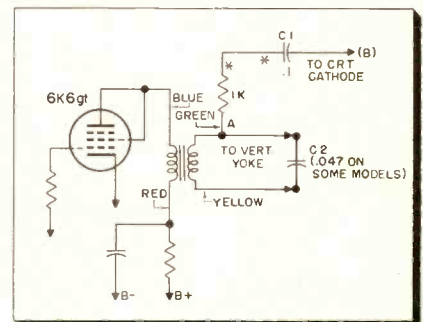 C1
(B)
.1
TO CRT
CATHODE
6K6gt
BLUE
1K
GREEN
A
TO VERT
YOKE
C2
(.047 ON
SOME MODELS)
RED
YELLOW
B-
B+